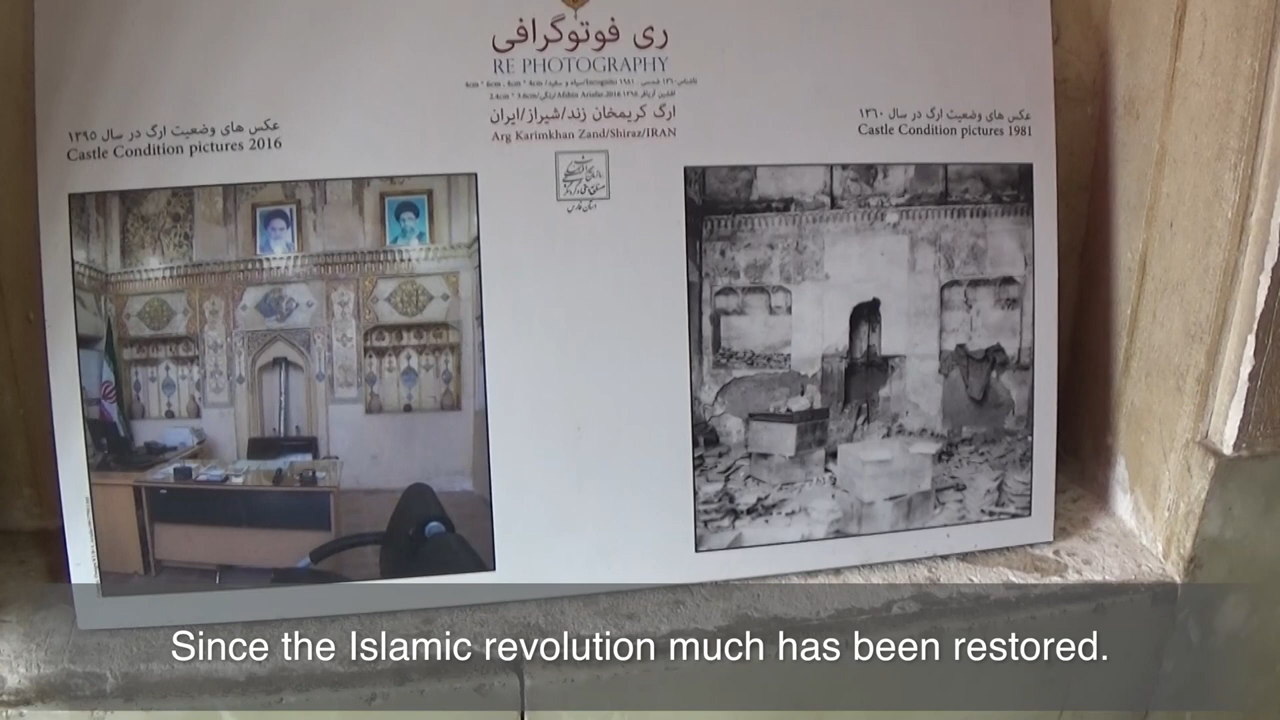 ری فوتوگرافی
RE PHOTOGRAPHY
ارگ کریمخان زند/شیراز/ایران
Arg Karimkhan Zand/Shiraz/IRAN
عکس های وضعیت ارگ در سال ۱۳۹۵
Castle Condition pictures 2016
عکس های وضعیت ارگ در سال ۱۳۶۰
Castle Condition pictures 1981
Since the Islamic revolution much has been restored.